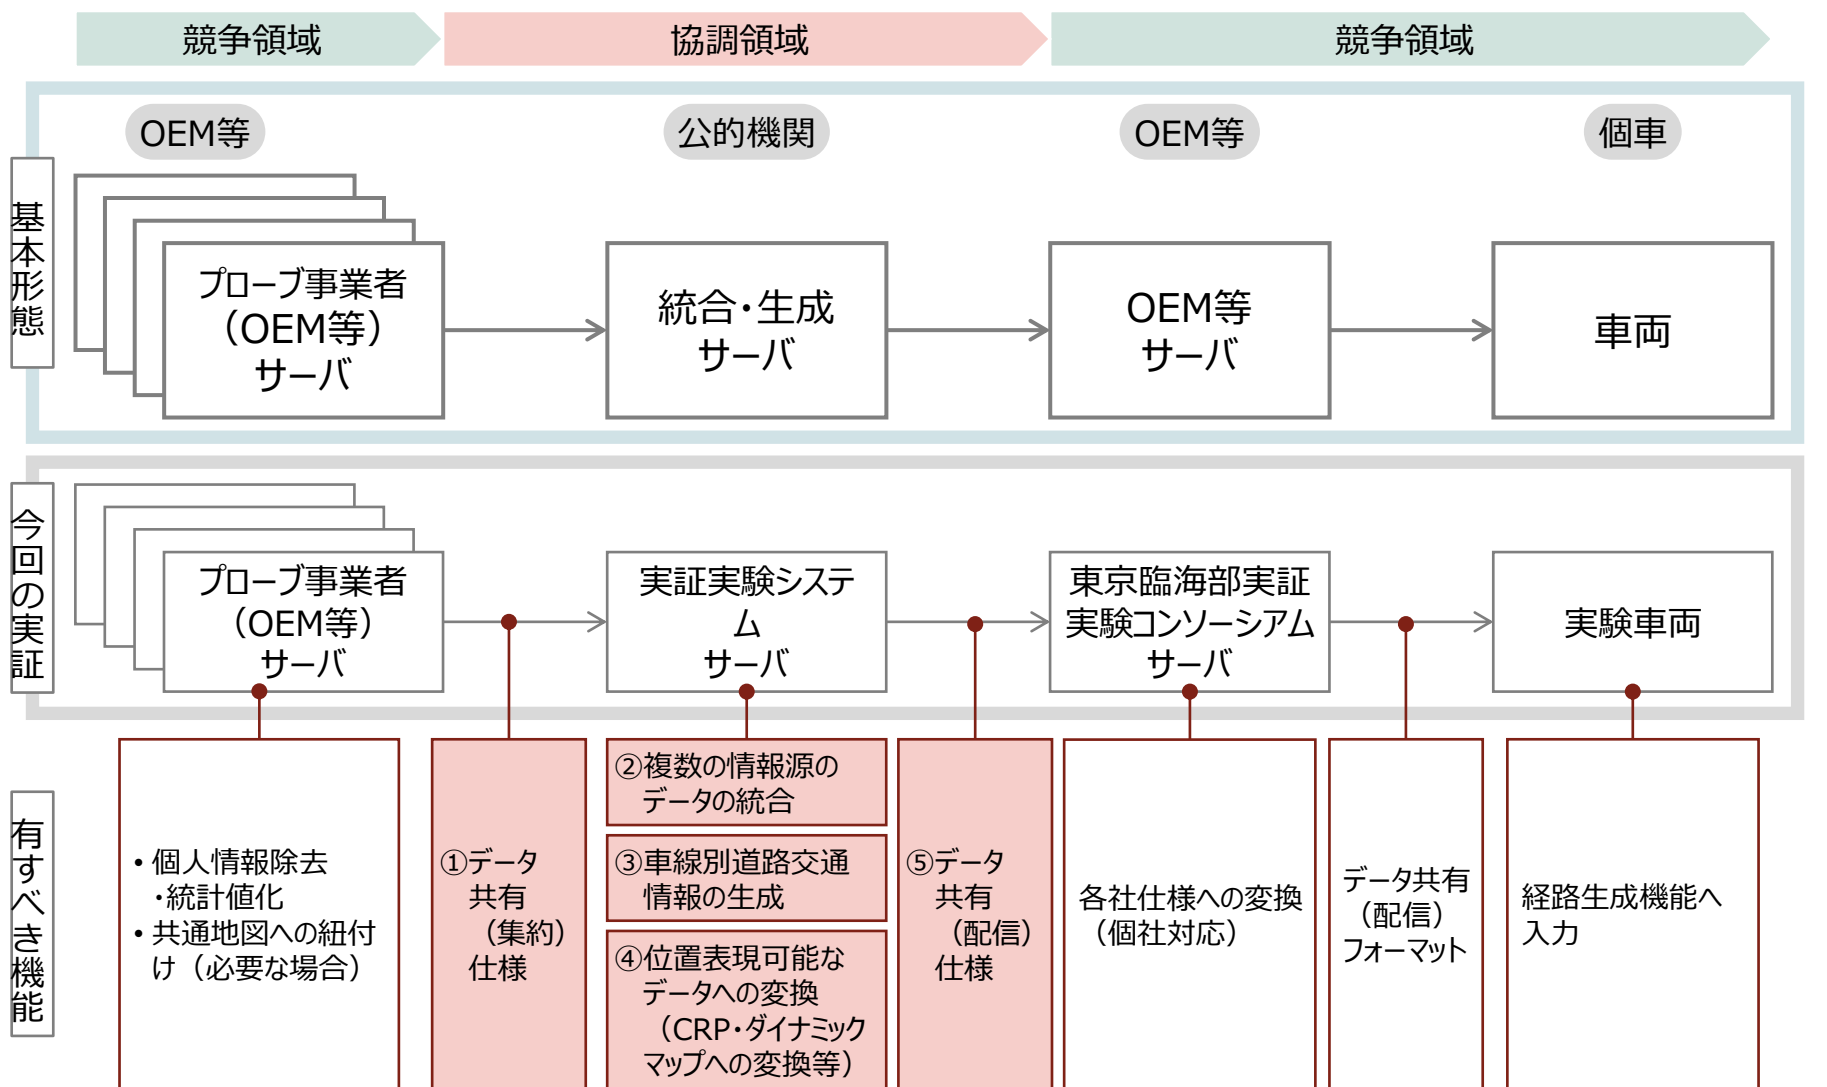 競争領域
協調領域
競争領域
OEM等
公的機関
OEM等
個車
基本形態
プローブ事業者
（OEM等）
サーバ
統合・生成
サーバ
OEM等
サーバ
車両
今回の実証
プローブ事業者
（OEM等）
サーバ
実証実験システ
ム
サーバ
東京臨海部実証
実験コンソーシアム
サーバ
実験車両
有すべき機能
• 個人情報除去
・統計値化
• 共通地図への紐付
け（必要な場合）
①データ
共有
（集約）
仕様
②複数の情報源の
データの統合
③車線別道路交通
情報の生成
④位置表現可能な
データへの変換
（CRP・ダイナミック
マップへの変換等）
⑤データ
共有
（配信）
仕様
各社仕様への変換
（個社対応）
データ共有
（配信）
フォーマット
経路生成機能へ
入力